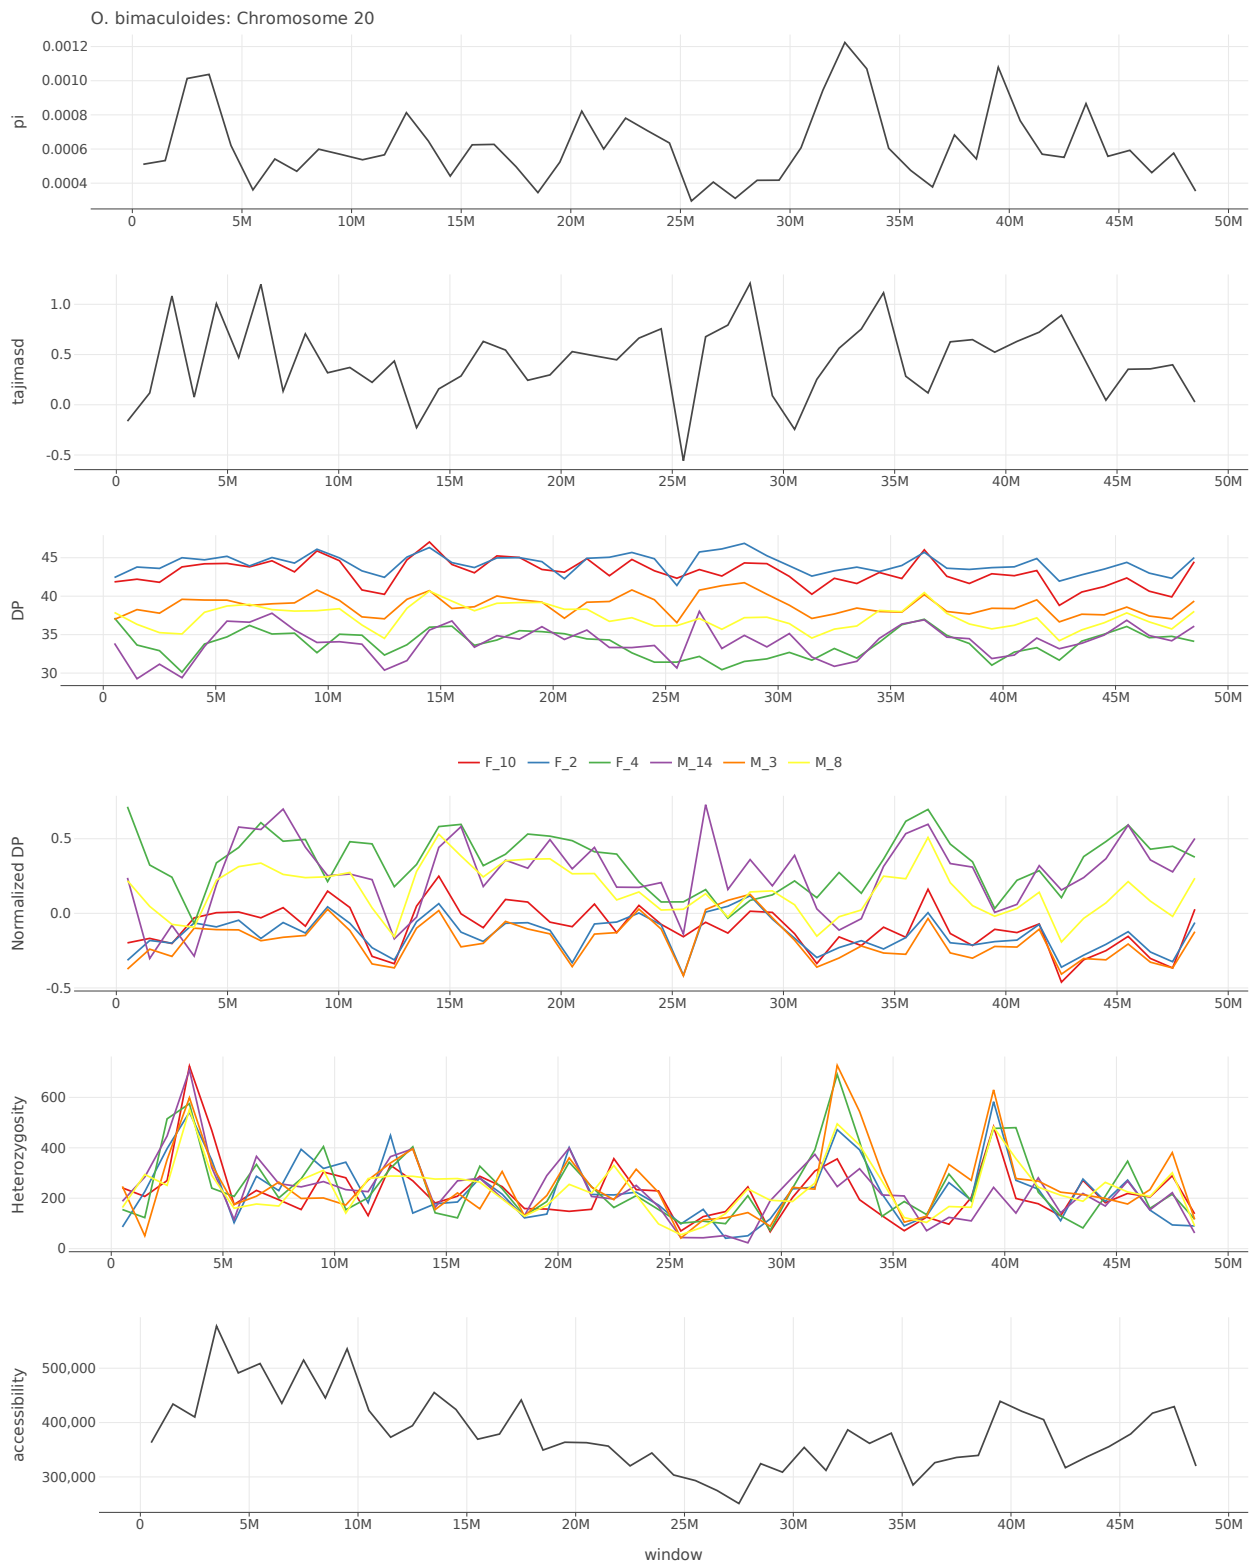 O. bimaculoides: Chromosome 20
0.0012
0.0010
0.0008
0.0006
0.0004
pi
0 5M 10M 15M 20M 25M 30M 35M 40M 45M 50M
1.0
0.5
0.0
-0.5
tajimasd
0 5M 10M 15M 20M 25M 30M 35M 40M 45M 50M
45
40
35
30
DP
0 5M 10M 15M 20M 25M 30M 35M 40M 45M 50M
F_10 F_2 F_4 M_14 M_3 M_8
0.5
0.0
-0.5
Normalized DP
0 5M 10M 15M 20M 25M 30M 35M 40M 45M 50M
600
400
200
0
Heterozygosity
0 5M 10M 15M 20M 25M 30M 35M 40M 45M 50M
500,000
400,000
300,000
accessibility
0 5M 10M 15M 20M 25M 30M 35M 40M 45M 50M
window